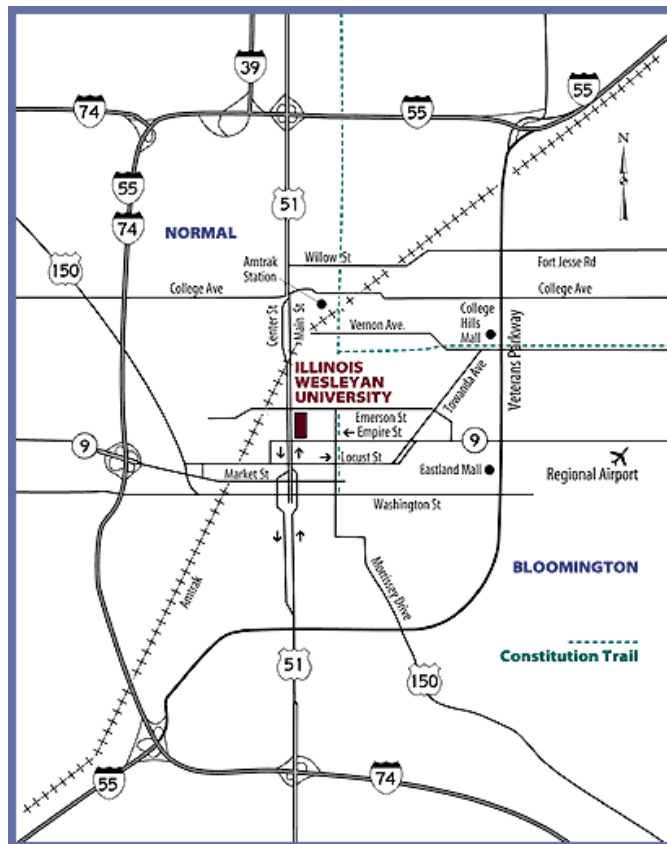 39
74
55
55
N
55
74
51
NORMAL
150
Willow St
Fort Jesse Rd
Amtrak
Station
College Ave
College Ave
Center St
Main St
Vernon Ave.
College
Hills
Mall
Veterans Parkway
ILLINOIS
WESLEYAN
UNIVERSITY
Towanda Ave
Emerson St
Empire St
9
9
Locust St
Market St
Eastland Mall
Regional Airport
Washington St
Amtrak
Morrissey Drive
BLOOMINGTON
Constitution Trail
51
150
55
74